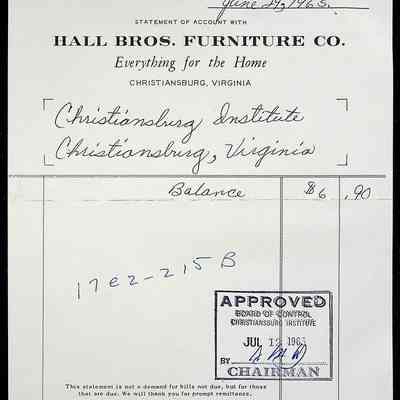 June 29, 1963.
STATEMENT OF ACCOUNT WITH
HALL BROS. FURNITURE CO.
Everything for the Home
CHRISTIANSBURG, VIRGINIA
Christiansburg Institute
Christiansburg, Virginia
Balance $6.90
17e2-215B
APPROVED
BOARD OF CONTROL
CHRISTIANSBURG INSTITUTE
JUL 12 1963
BY
CHAIRMAN
This statement is not a demand for bills not due, but for those
that are due. We will thank you for prompt remittance.